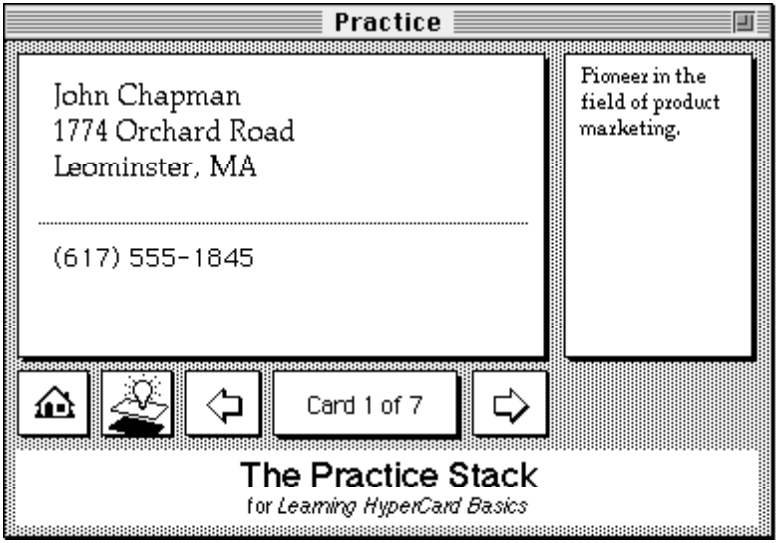 Practice
John Chapman
1774 Orchard Road
Leominster, MA
(617) 555-1845
Pioneer in the
field of product
marketing.
Card 1 of 7
The Practice Stack
for Learning HyperCard Basics